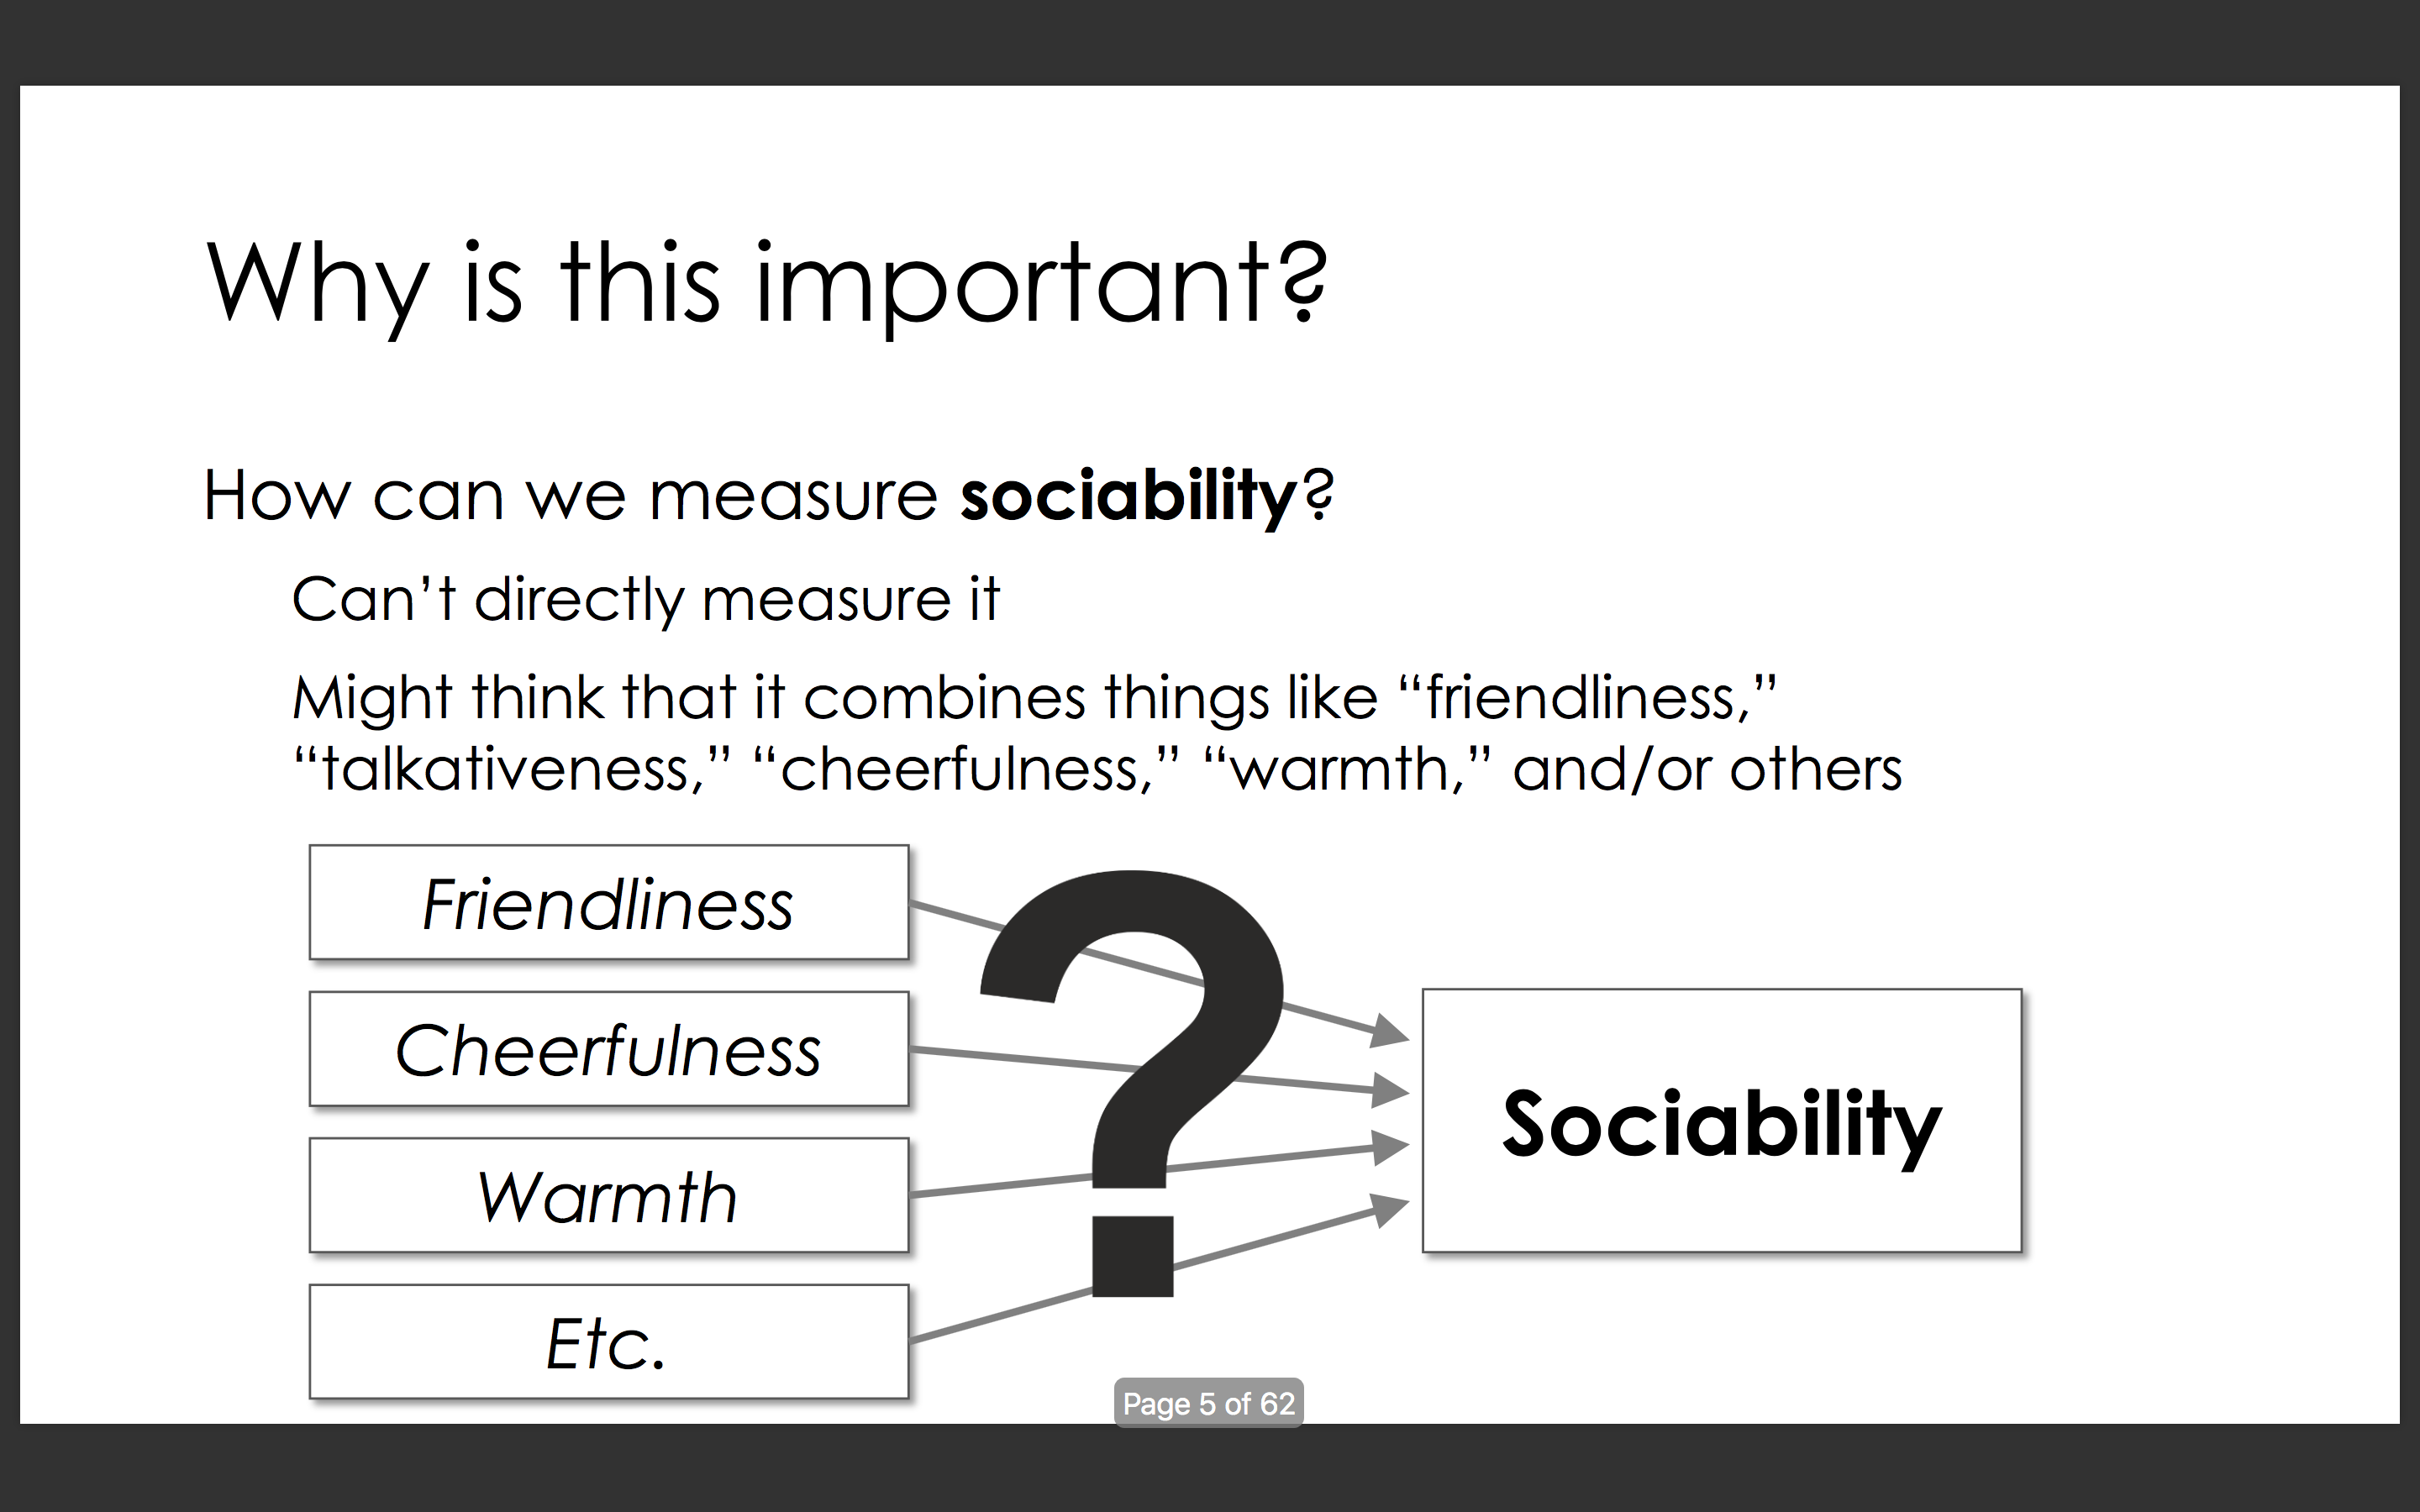 Why is this important?
How can we measure sociability?
Can’t directly measure it
Might think that it combines things like “friendliness,”
“talkativeness,” “cheerfulness,” “warmth,” and/or others
Friendliness
Cheerfulness
Warmth
Etc.
?
Sociability
Page 5 of 62